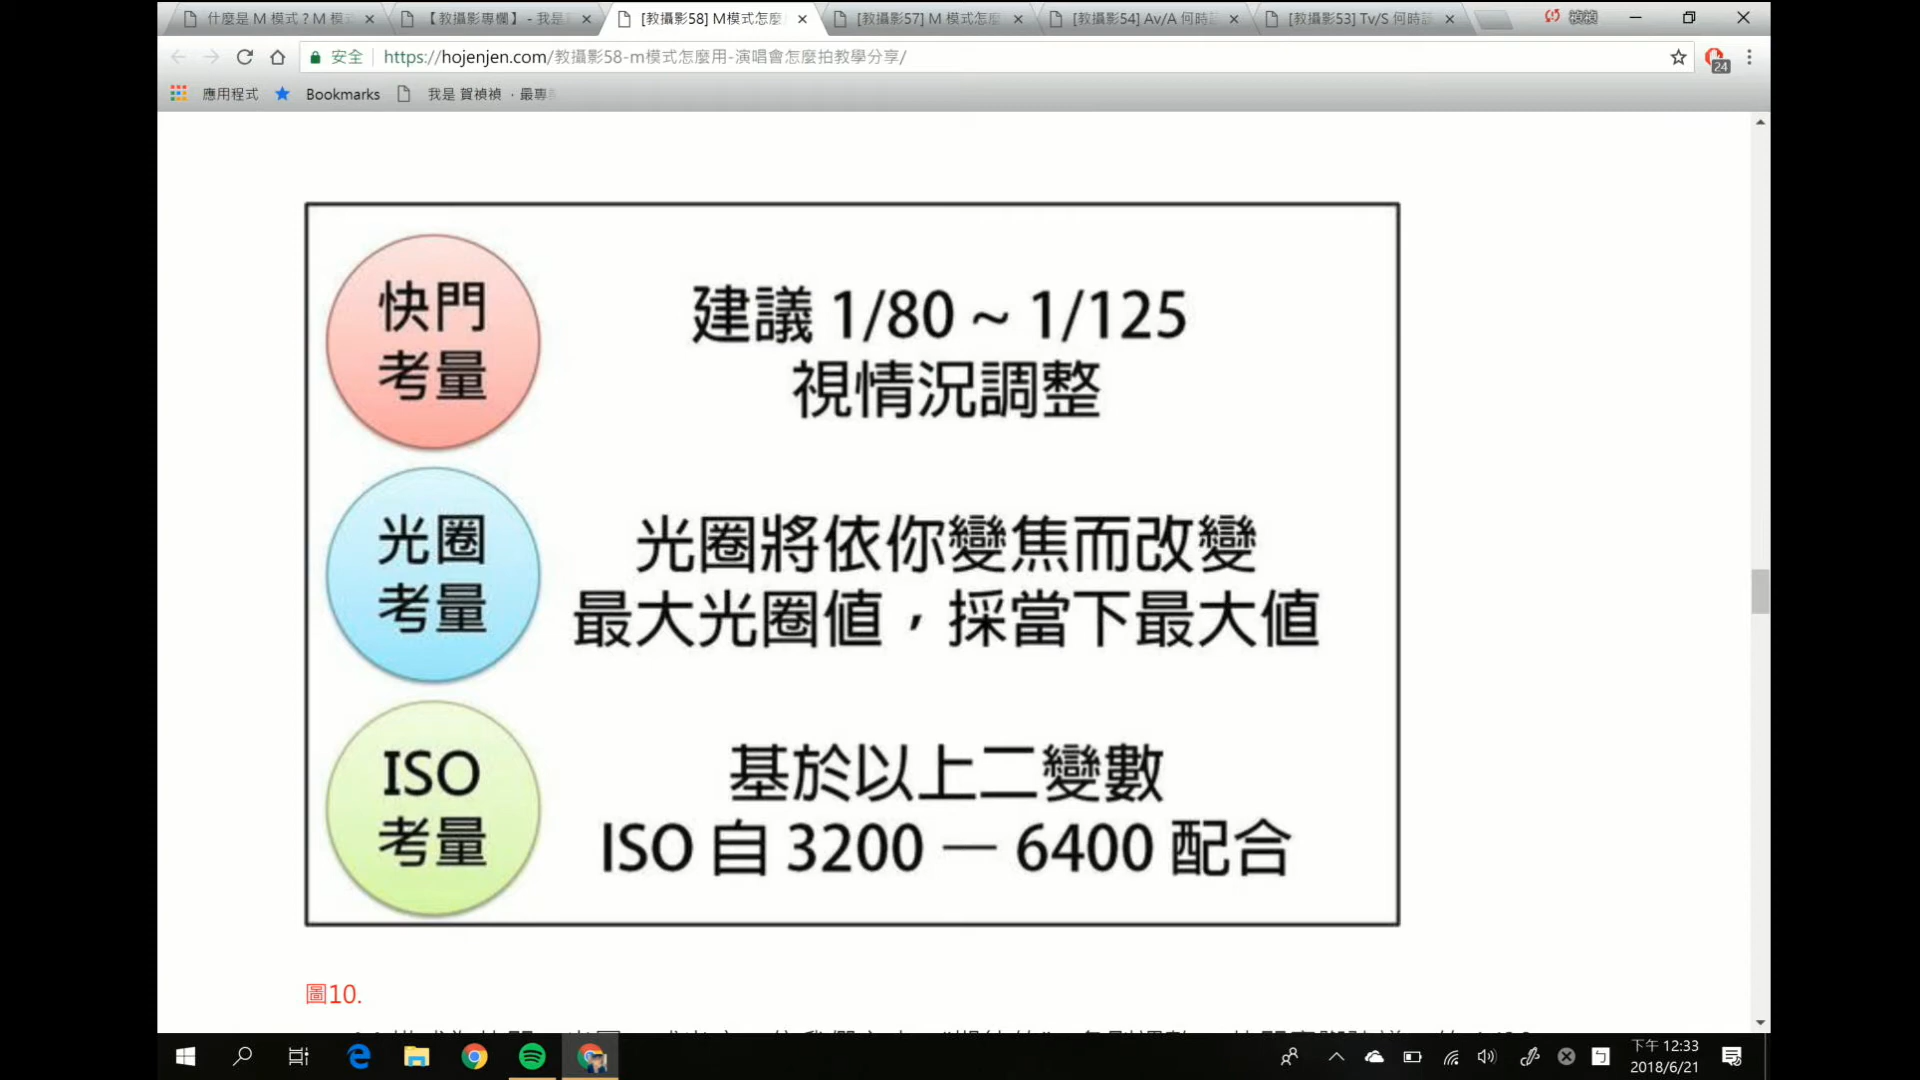 什麼是 M 模式？M 模
【教攝影專欄】 - 我是
[教攝影58] M模式怎麼
[教攝影57] M 模式怎麼
[教攝影54] Av/A 何時
[教攝影53] Tv/S 何時
禎禎
安全
https://hojenjen.com/教攝影58-m模式怎麼用-演唱會怎麼拍教學分享/
24
應用程式
Bookmarks
我是 賀禎禎 ．最專
快門
考量
建議 1/80 ~ 1/125
視情況調整
光圈
考量
光圈將依你變焦而改變
最大光圈值，採當下最大值
ISO
考量
基於以上二變數
ISO 自 3200 — 6400 配合
圖10.
下午 12:33
2018/6/21